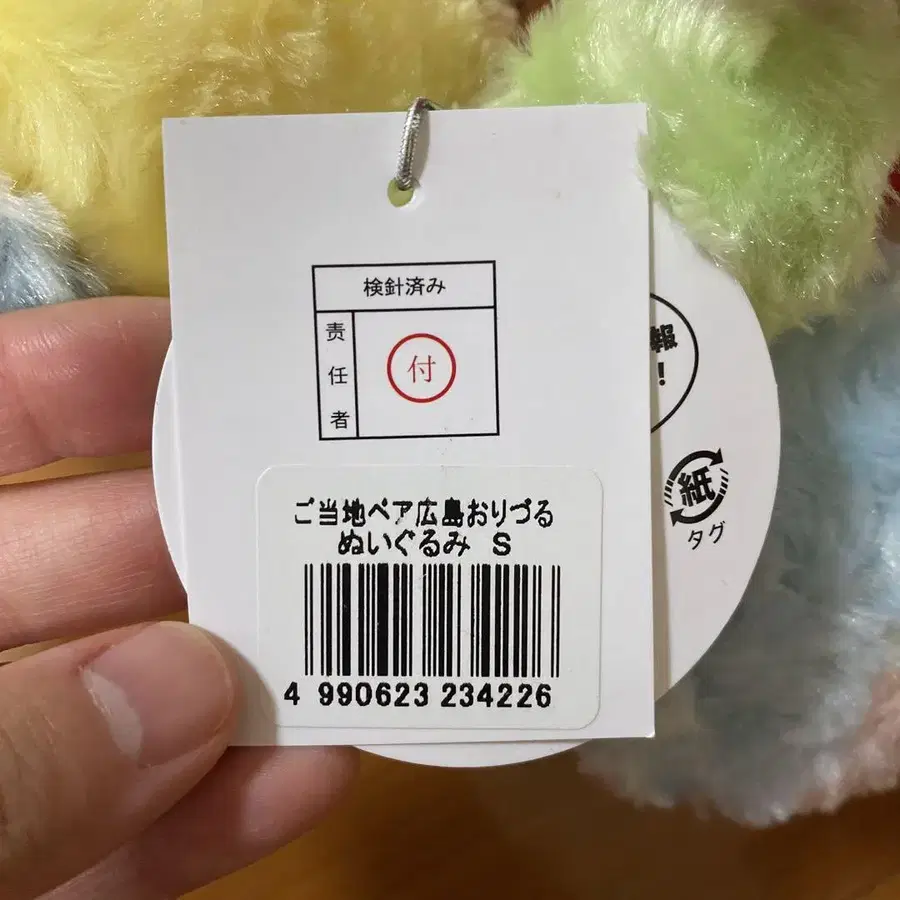 検針済み
責任者
付
ご当地ベア広島おりづる
ぬいぐるみ S
4 990623 234226
報
!
紙
タグ